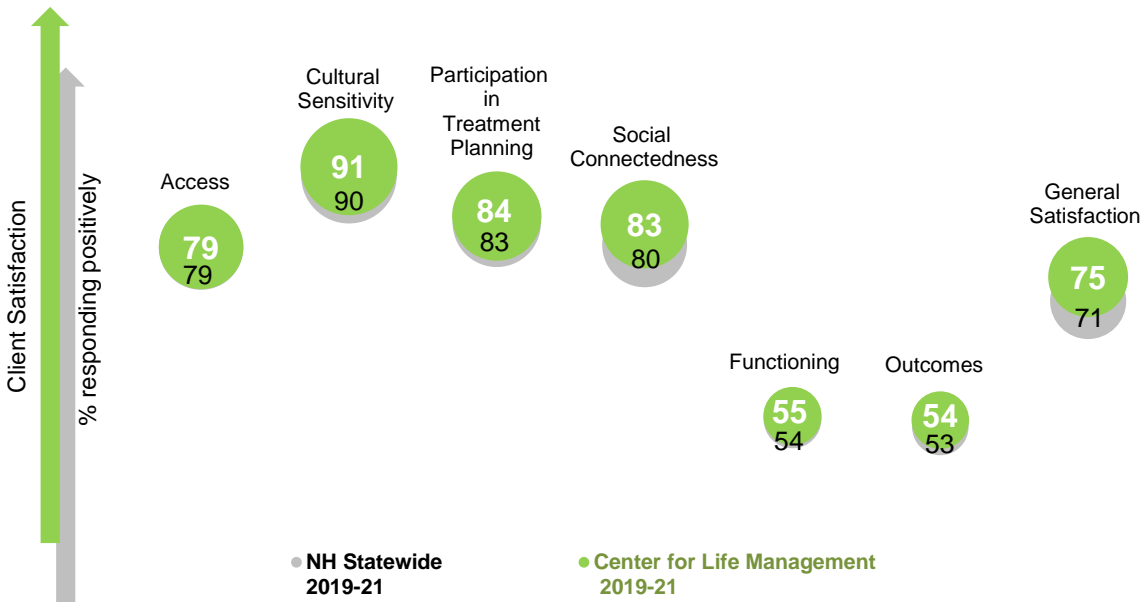 Client Satisfaction
% responding positively
Access
79
79
Cultural
Sensitivity
91
90
Participation
in
Treatment
Planning
84
83
Social
Connectedness
83
80
Functioning
55
54
Outcomes
54
53
General
Satisfaction
75
71
NH Statewide
2019-21
Center for Life Management
2019-21